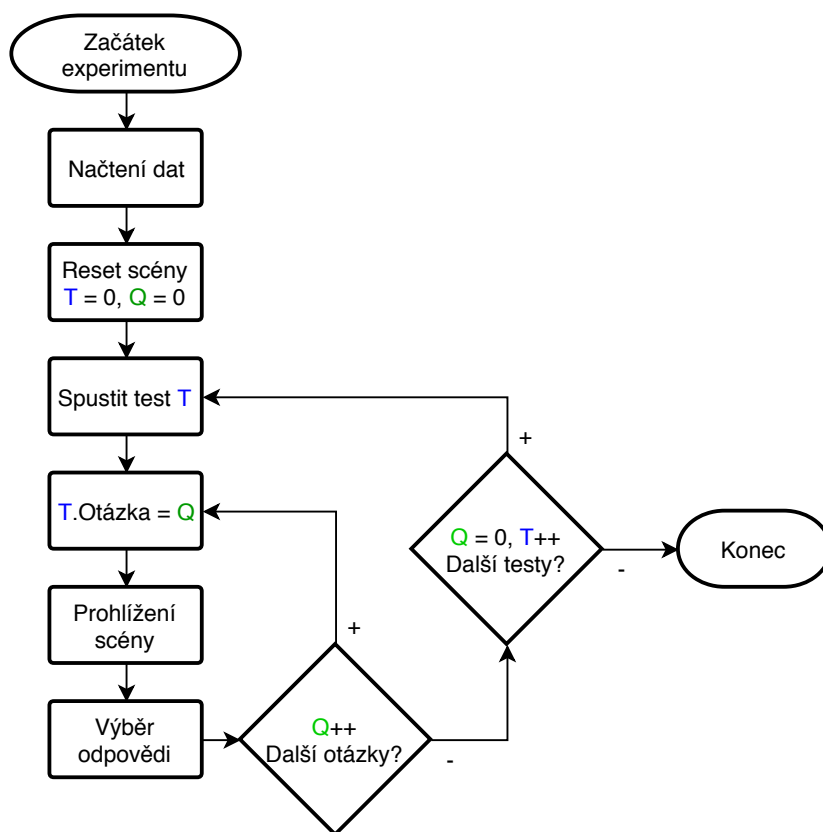 Začátek
experimentu
Načtení dat
Reset scény
T = 0, Q = 0
Spustit test T
T.Otázka = Q
Prohlížení
scény
Výběr
odpovědi
Q++
Další otázky?
+
-
Q = 0, T++
Další testy?
+
-
Konec